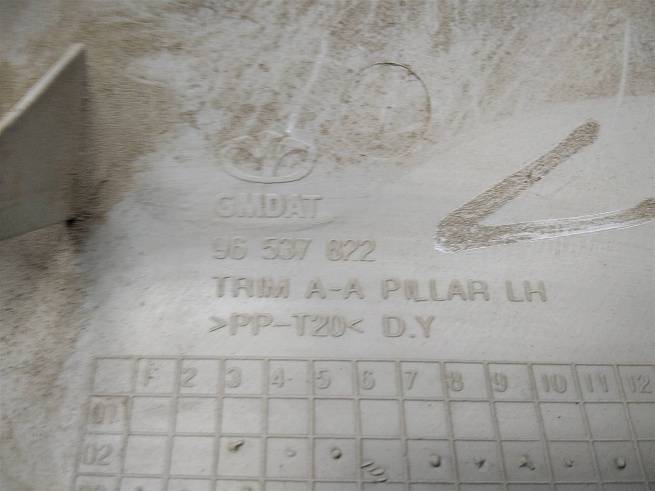 GMDAT
96 537 822
TRIM A-A PILLAR LH
>PP-T20< D.Y
1 2 3 4 5 6 7 8 9 10 11 12
01
02